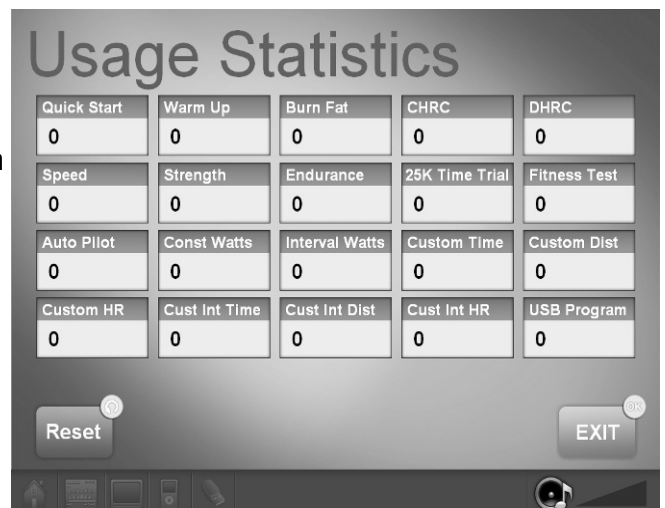 Usage Statistics
Quick Start Warm Up Burn Fat CHRC DHRC
0 0 0 0 0
Speed Strength Endurance 25K Time Trial Fitness Test
0 0 0 0 0
Auto Pilot Const Watts Interval Watts Custom Time Custom Dist
0 0 0 0 0
Custom HR Cust Int Time Cust Int Dist Cust Int HR USB Program
0 0 0 0 0
OK
Reset EXIT